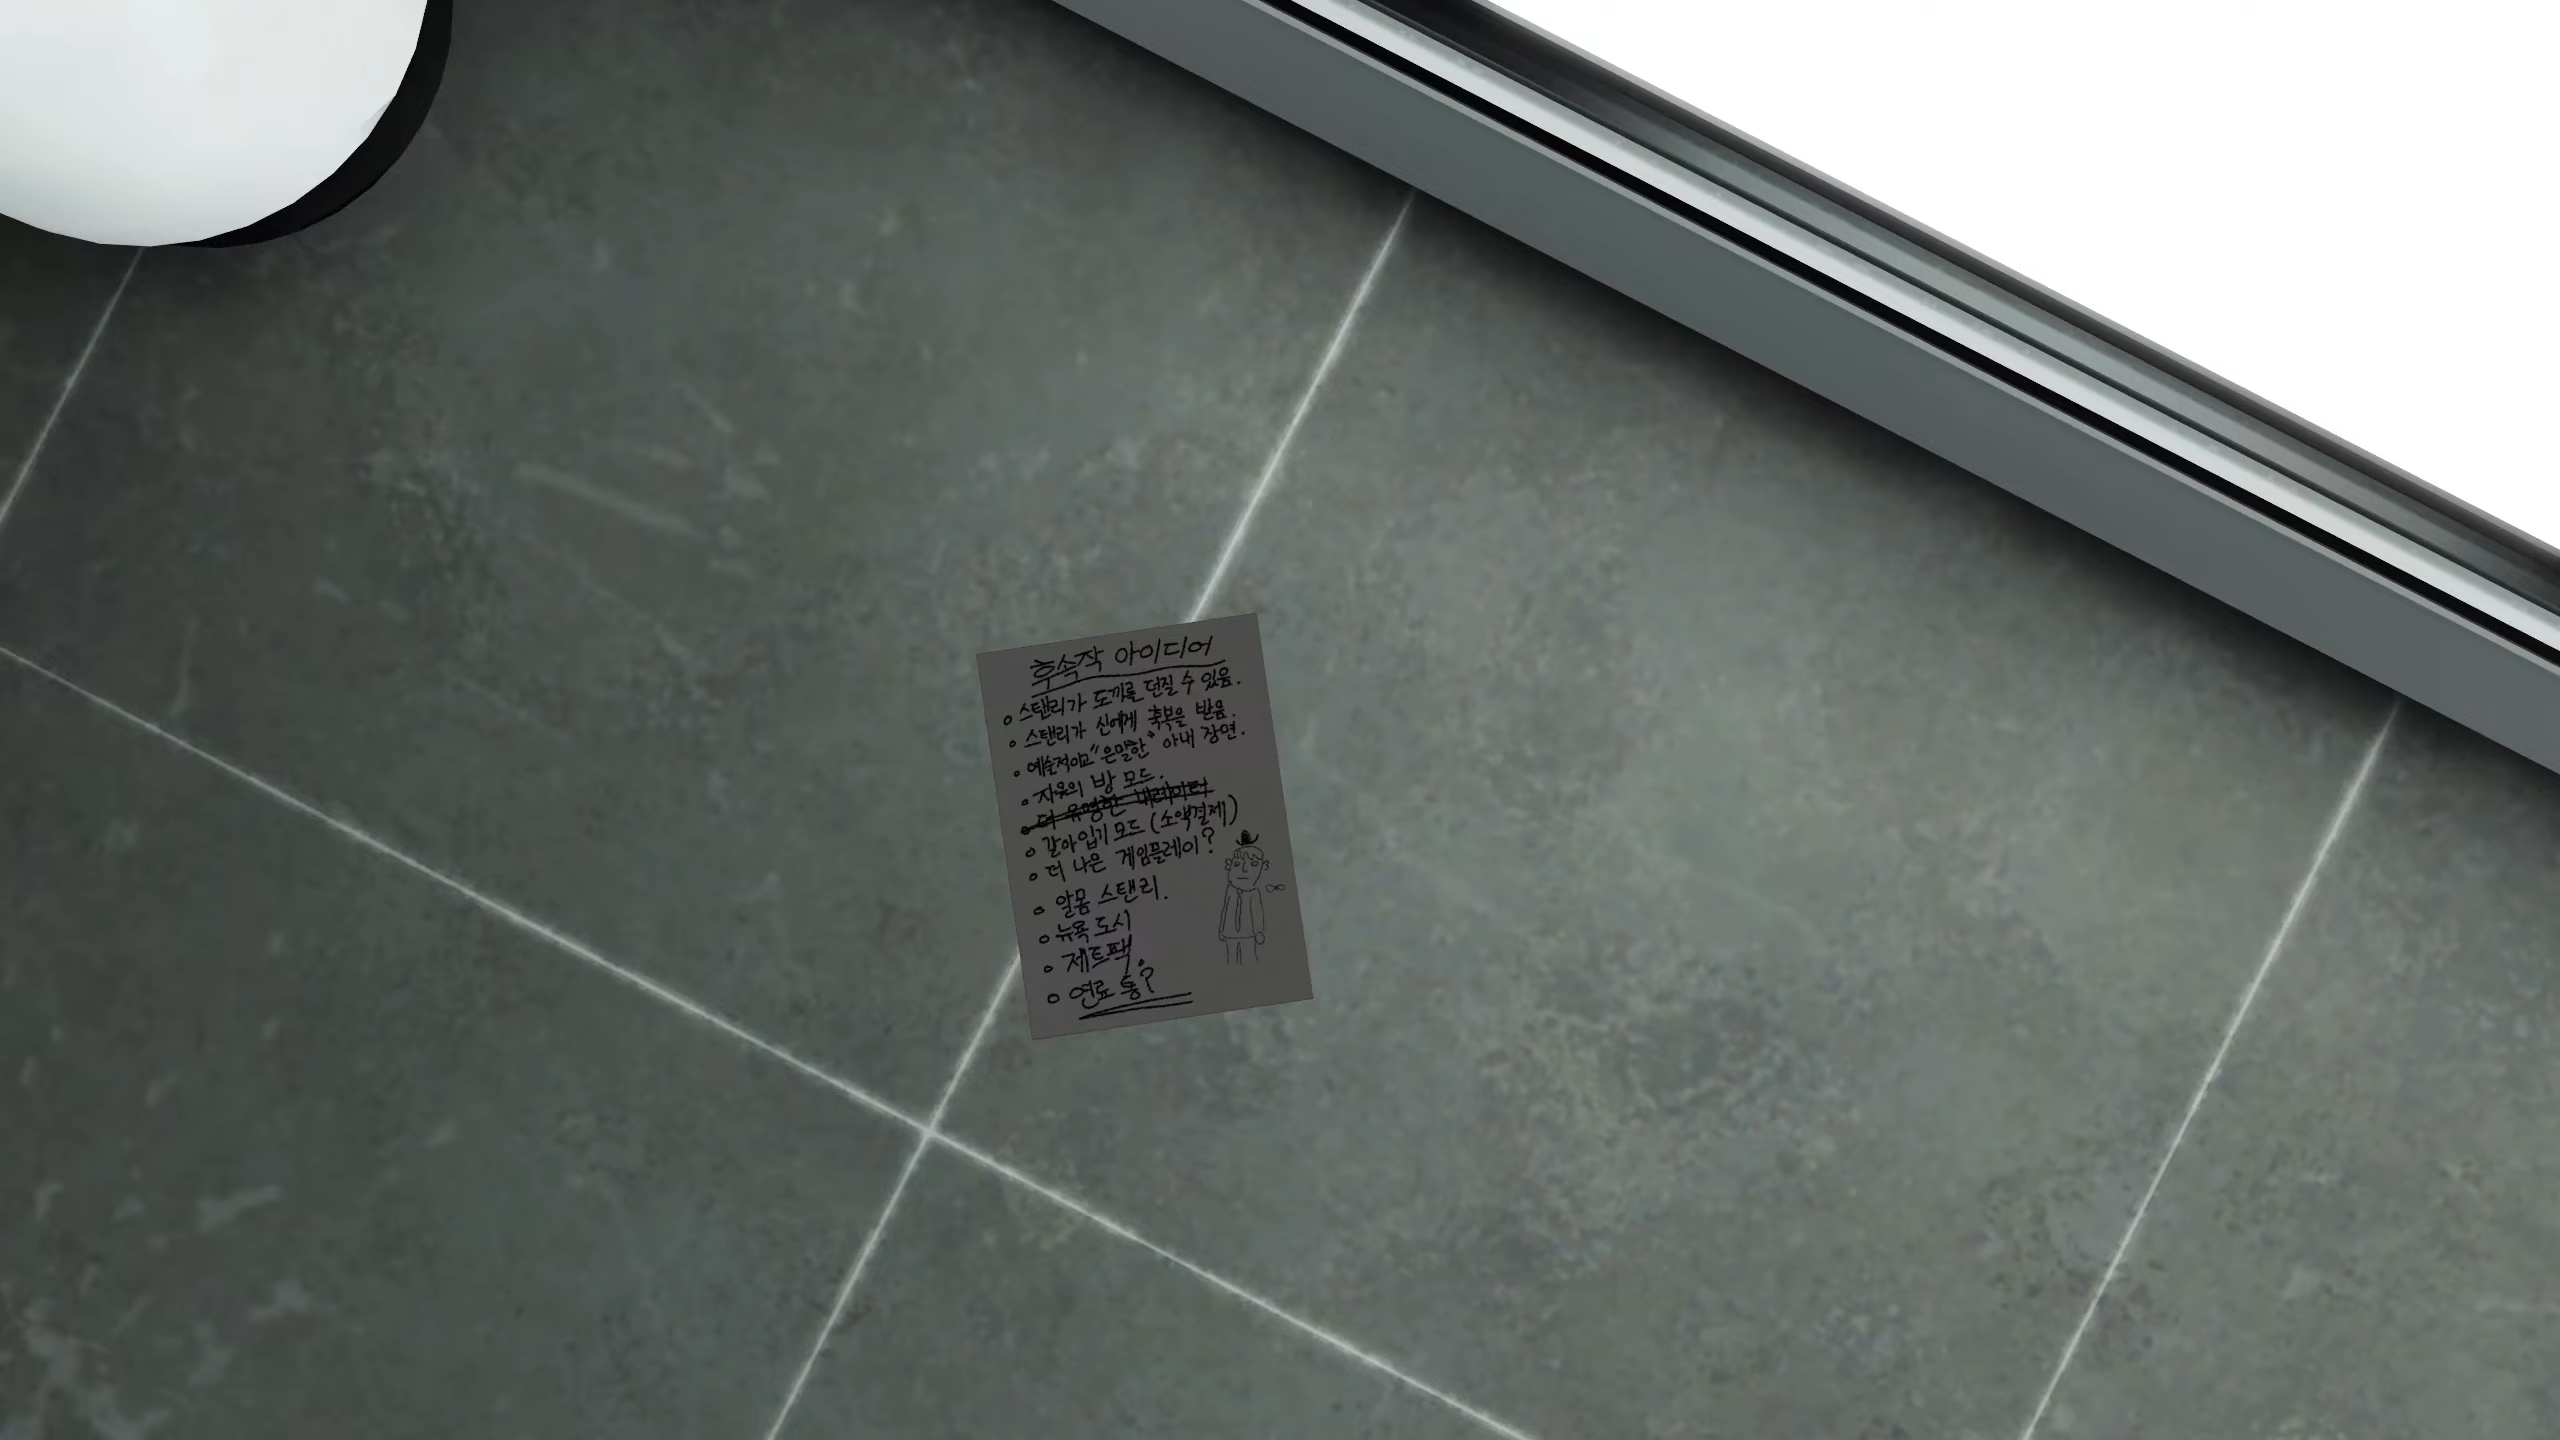 후속작 아이디어
스탠리가 도끼를 던질 수 있음.
스탠리가 신에게 축복을 받음.
예술적이고 "은밀한" 아내 장면.
자유의 방 모드.
더 유명한 내레이터
갈아입기 모드 (소액결제)
더 나은 게임플레이?
알몸 스탠리.
뉴욕 도시
제트팩.
연료 통?